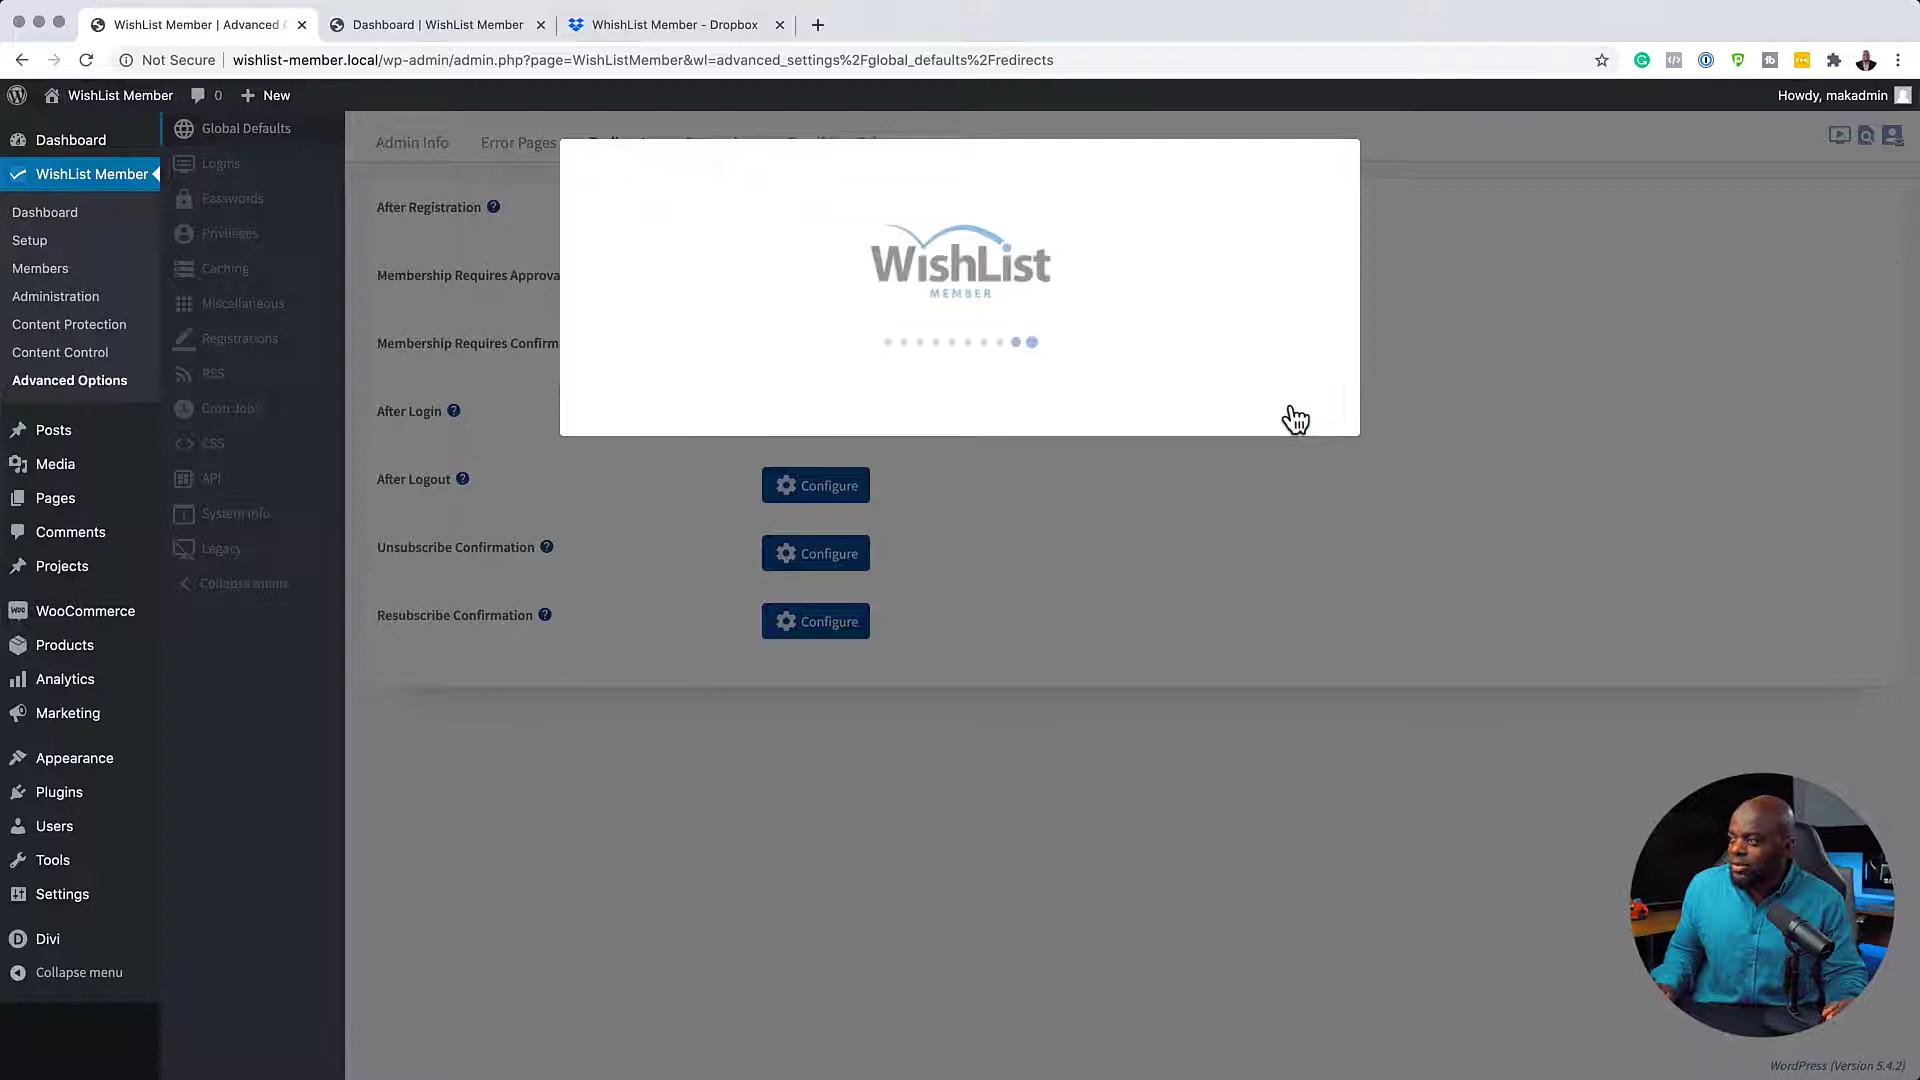 WishList Member | Advanced
Dashboard | WishList Member
WhishList Member - Dropbox
Not Secure
wishlist-member.local/wp-admin/admin.php?page=WishListMember&wl=advanced_settings%2Fglobal_defaults%2Fredirects
WishList Member
0
New
Howdy, makadmin
Dashboard
WishList Member
Dashboard
Setup
Members
Administration
Content Protection
Content Control
Advanced Options
Posts
Media
Pages
Comments
Projects
WooCommerce
Products
Analytics
Marketing
Appearance
Plugins
Users
Tools
Settings
Divi
Collapse menu
Global Defaults
Logins
Passwords
Privileges
Caching
Miscellaneous
Registrations
RSS
Cron Job
CSS
API
System Info
Legacy
Collapse menu
Admin Info
Error Pages
After Registration
Membership Requires Approva
Membership Requires Confirm
After Login
After Logout
Configure
Unsubscribe Confirmation
Configure
Resubscribe Confirmation
Configure
WishList
MEMBER
WordPress (Version 5.4.2)